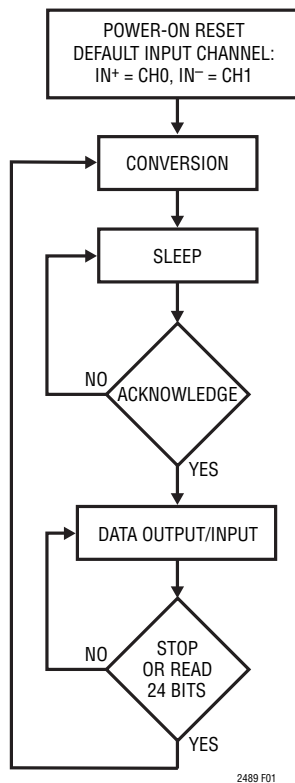 POWER-ON RESET
DEFAULT INPUT CHANNEL:
IN+ = CH0, IN– = CH1
CONVERSION
SLEEP
NO
ACKNOWLEDGE
YES
DATA OUTPUT/INPUT
NO
STOP
OR READ
24 BITS
YES
2489 F01